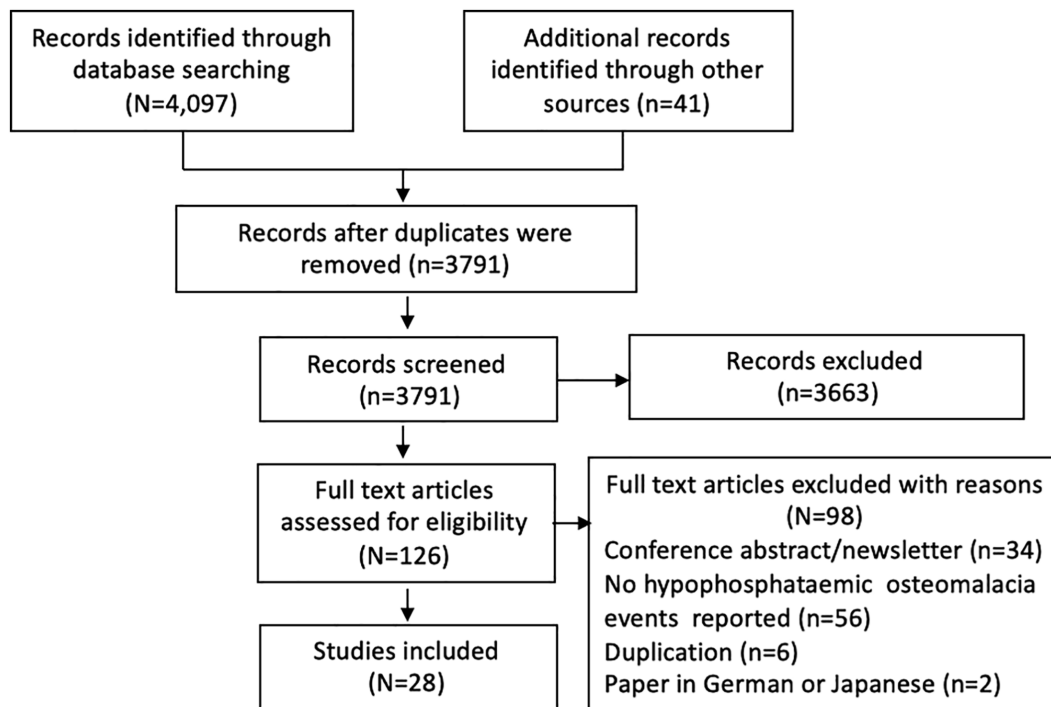 Records identified through
database searching
(N=4,097)
Additional records
identified through other
sources (n=41)
Records after duplicates were
removed (n=3791)
Records screened
(n=3791)
Records excluded
(n=3663)
Full text articles
assessed for eligibility
(N=126)
Full text articles excluded with reasons
(N=98)
Conference abstract/newsletter (n=34)
No hypophosphataemic osteomalacia
events reported (n=56)
Duplication (n=6)
Paper in German or Japanese (n=2)
Studies included
(N=28)